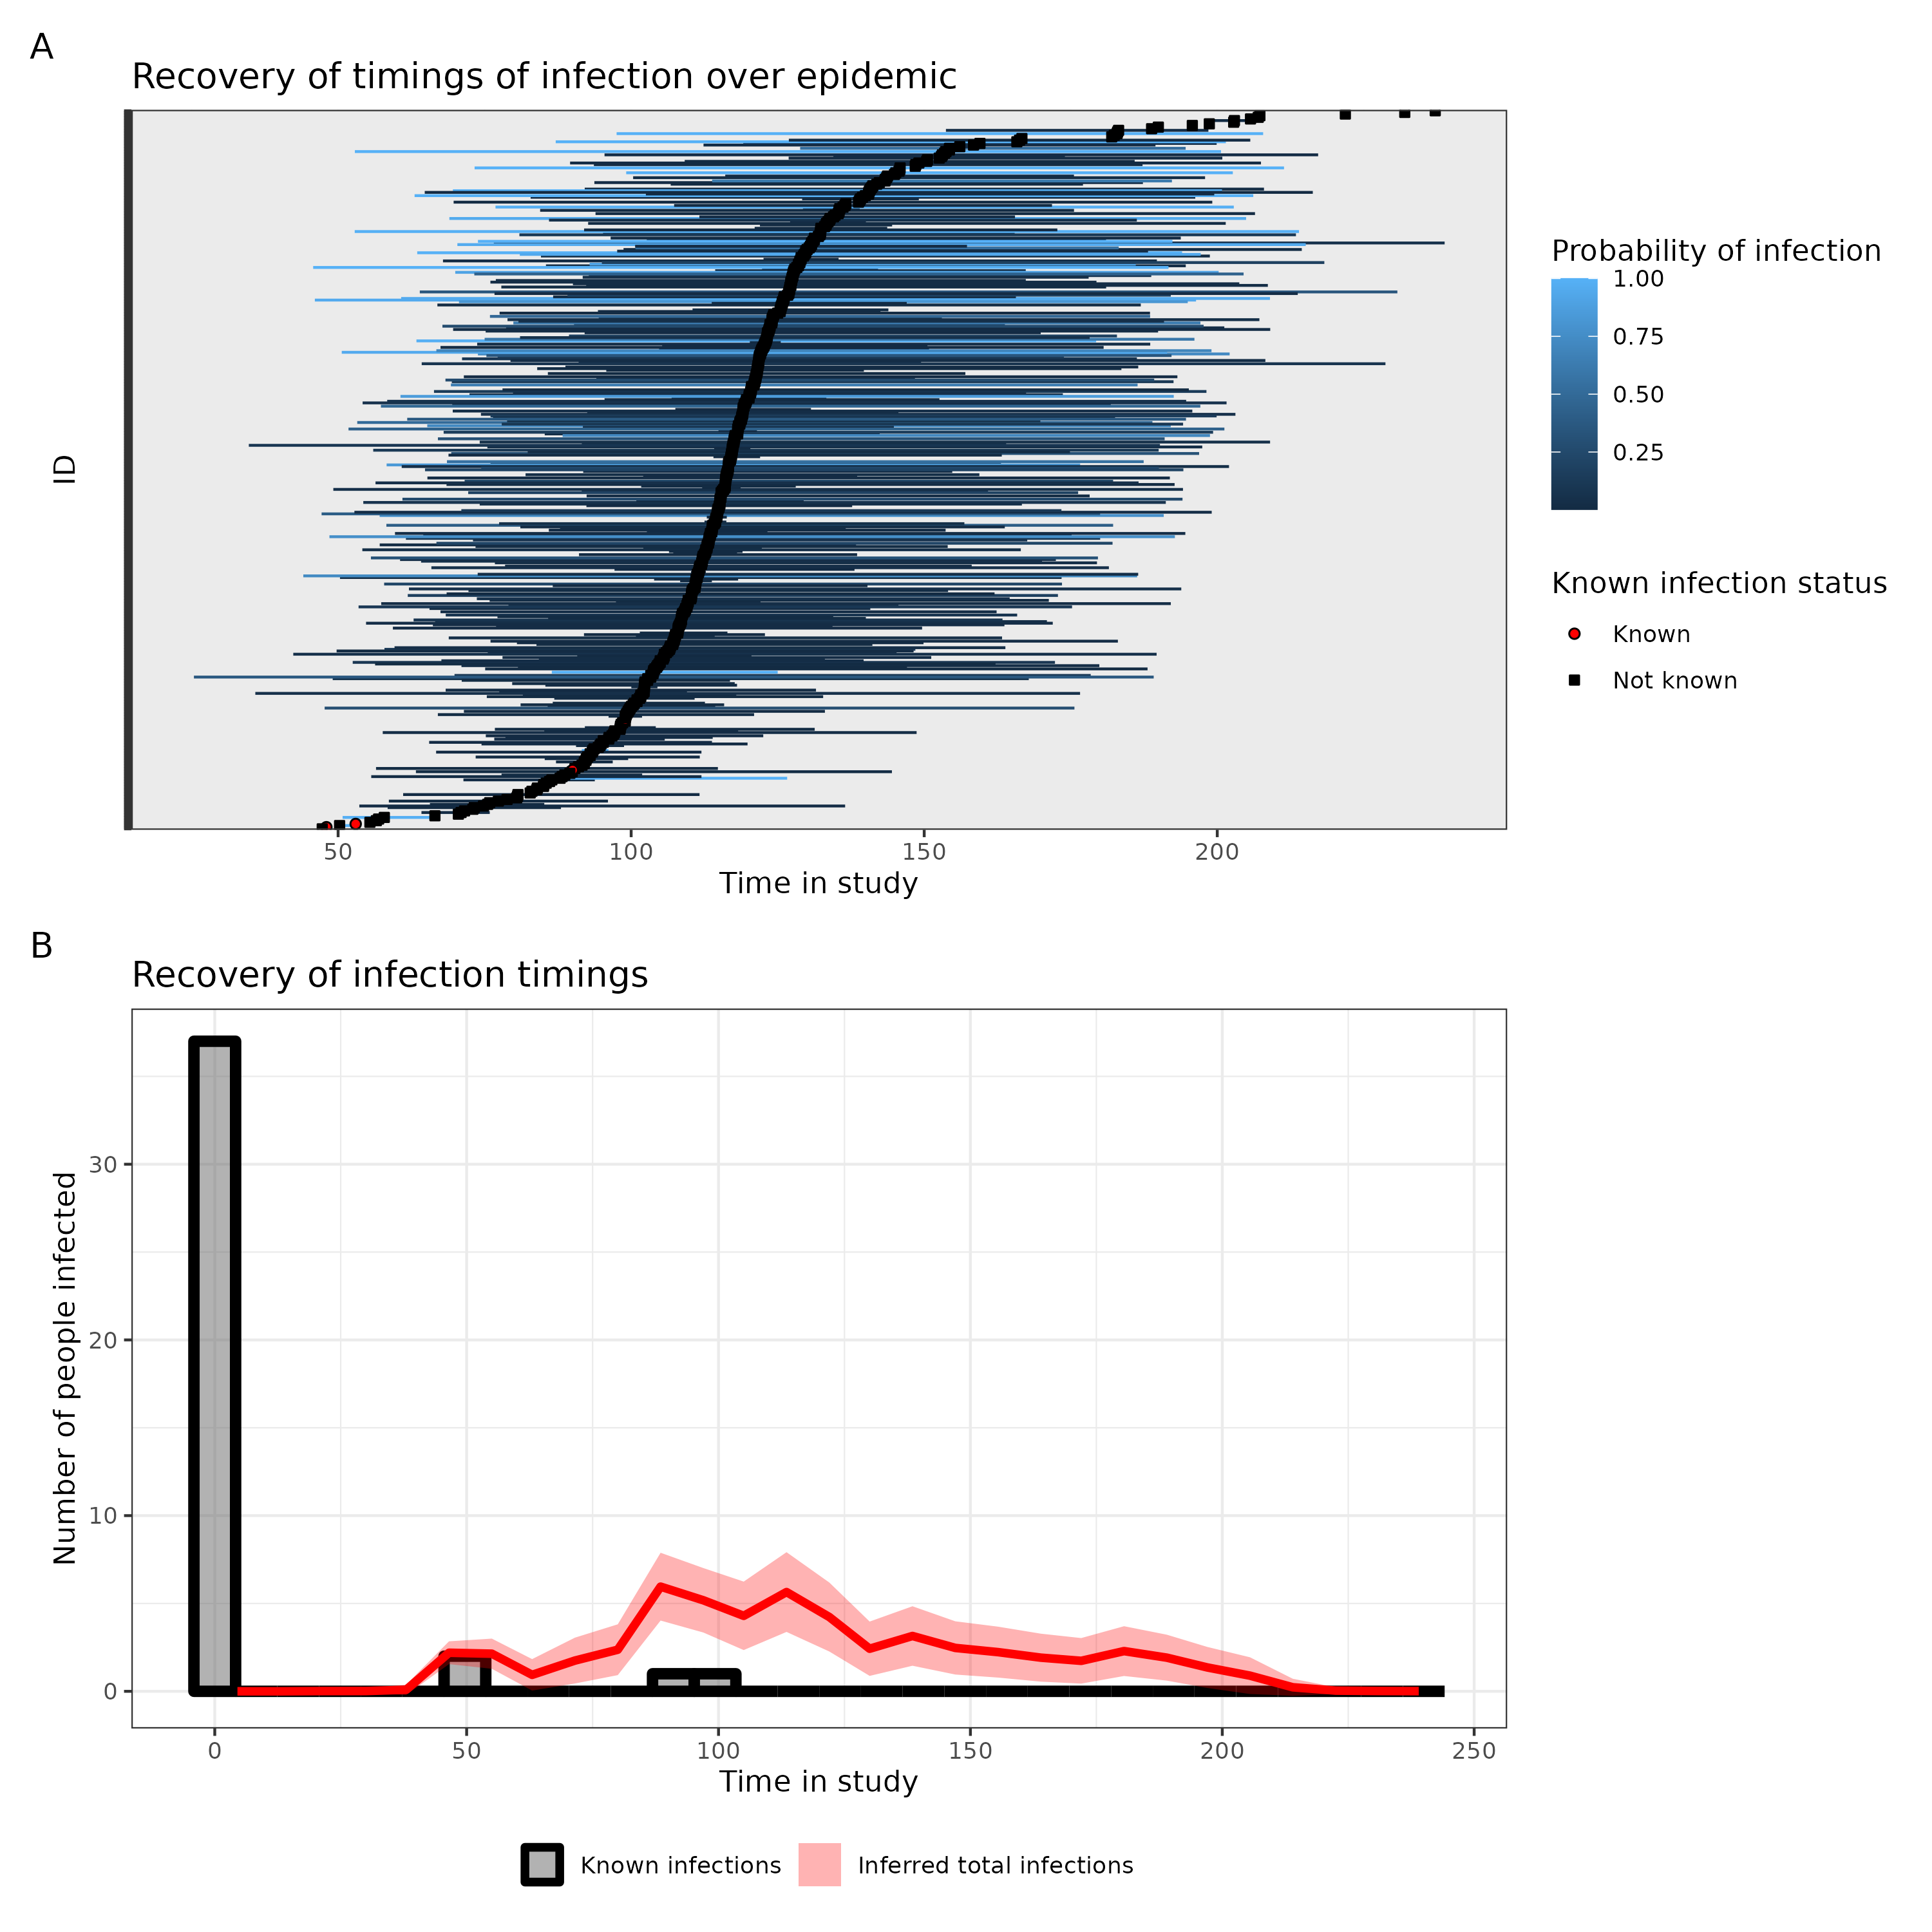 A
Recovery of timings of infection over epidemic
ID
50 100 150 200
Time in study
Probability of infection
1.00
0.75
0.50
0.25
Known infection status
Known
Not known
B
Recovery of infection timings
Number of people infected
30
20
10
0
0 50 100 150 200 250
Time in study
Known infections Inferred total infections